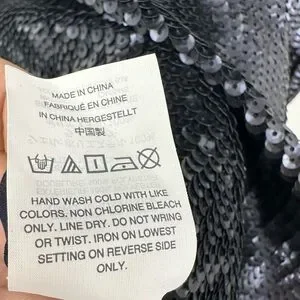 MADE IN CHINA
FABRIQUÉ EN CHINE
IN CHINA HERGESTELLT
中国製
HAND WASH COLD WITH LIKE
COLORS. NON CHLORINE BLEACH
ONLY. LINE DRY. DO NOT WRING
OR TWIST. IRON ON LOWEST
SETTING ON REVERSE SIDE
ONLY.